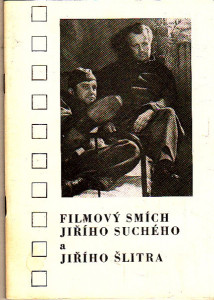 FILMOVÝ SMÍCH
JIŘÍHO SUCHÉHO
a
JIŘÍHO ŠLITRA